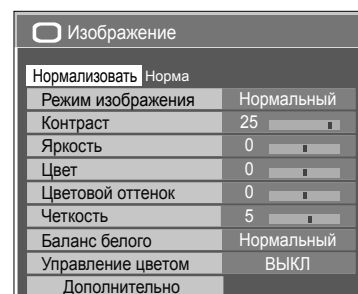 Изображение
Нормализовать Норма
Режим изображения Нормальный
Контраст 25
Яркость 0
Цвет 0
Цветовой оттенок 0
Четкость 5
Баланс белого Нормальный
Управление цветом ВЫКЛ
Дополнительно